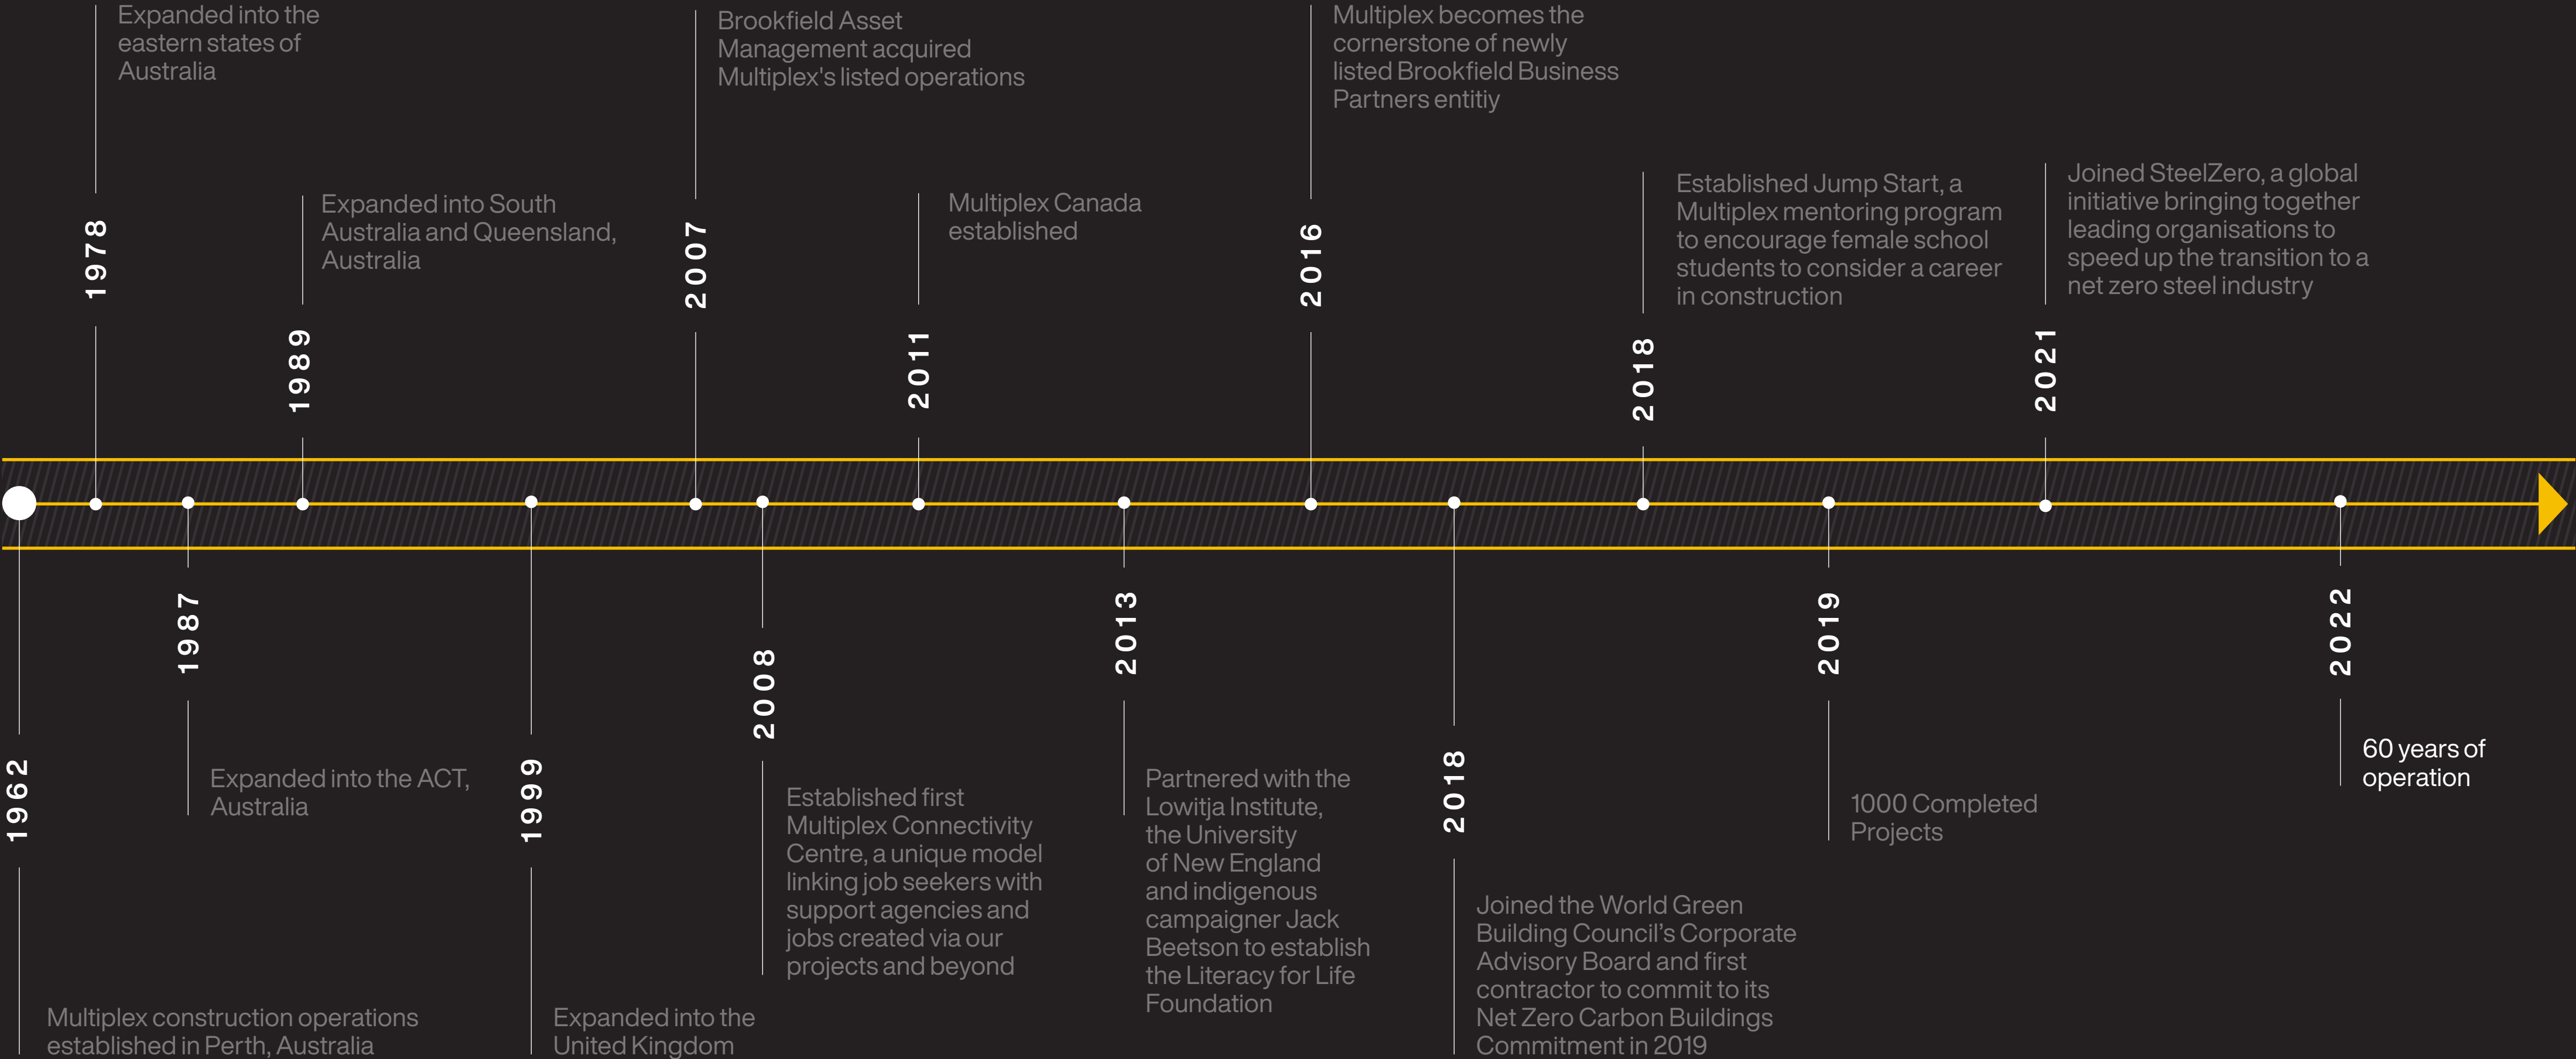 1962
Multiplex construction operations
established in Perth, Australia
1978
Expanded into the
eastern states of
Australia
1987
Expanded into the ACT,
Australia
1989
Expanded into South
Australia and Queensland,
Australia
1999
Expanded into the
United Kingdom
2007
Brookfield Asset
Management acquired
Multiplex's listed operations
2008
Established first
Multiplex Connectivity
Centre, a unique model
linking job seekers with
support agencies and
jobs created via our
projects and beyond
2011
Multiplex Canada
established
2013
Partnered with the
Lowitja Institute,
the University
of New England
and indigenous
campaigner Jack
Beetson to establish
the Literacy for Life
Foundation
2016
Multiplex becomes the
cornerstone of newly
listed Brookfield Business
Partners entitiy
2018
Joined the World Green
Building Council’s Corporate
Advisory Board and first
contractor to commit to its
Net Zero Carbon Buildings
Commitment in 2019
2018
Established Jump Start, a
Multiplex mentoring program
to encourage female school
students to consider a career
in construction
2019
1000 Completed
Projects
2021
Joined SteelZero, a global
initiative bringing together
leading organisations to
speed up the transition to a
net zero steel industry
2022
60 years of
operation